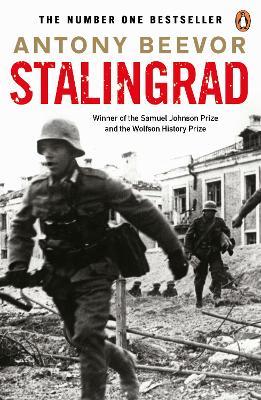 THE NUMBER ONE BESTSELLER
ANTONY BEEVOR
STALINGRAD
Winner of the Samuel Johnson Prize
and the Wolfson History Prize